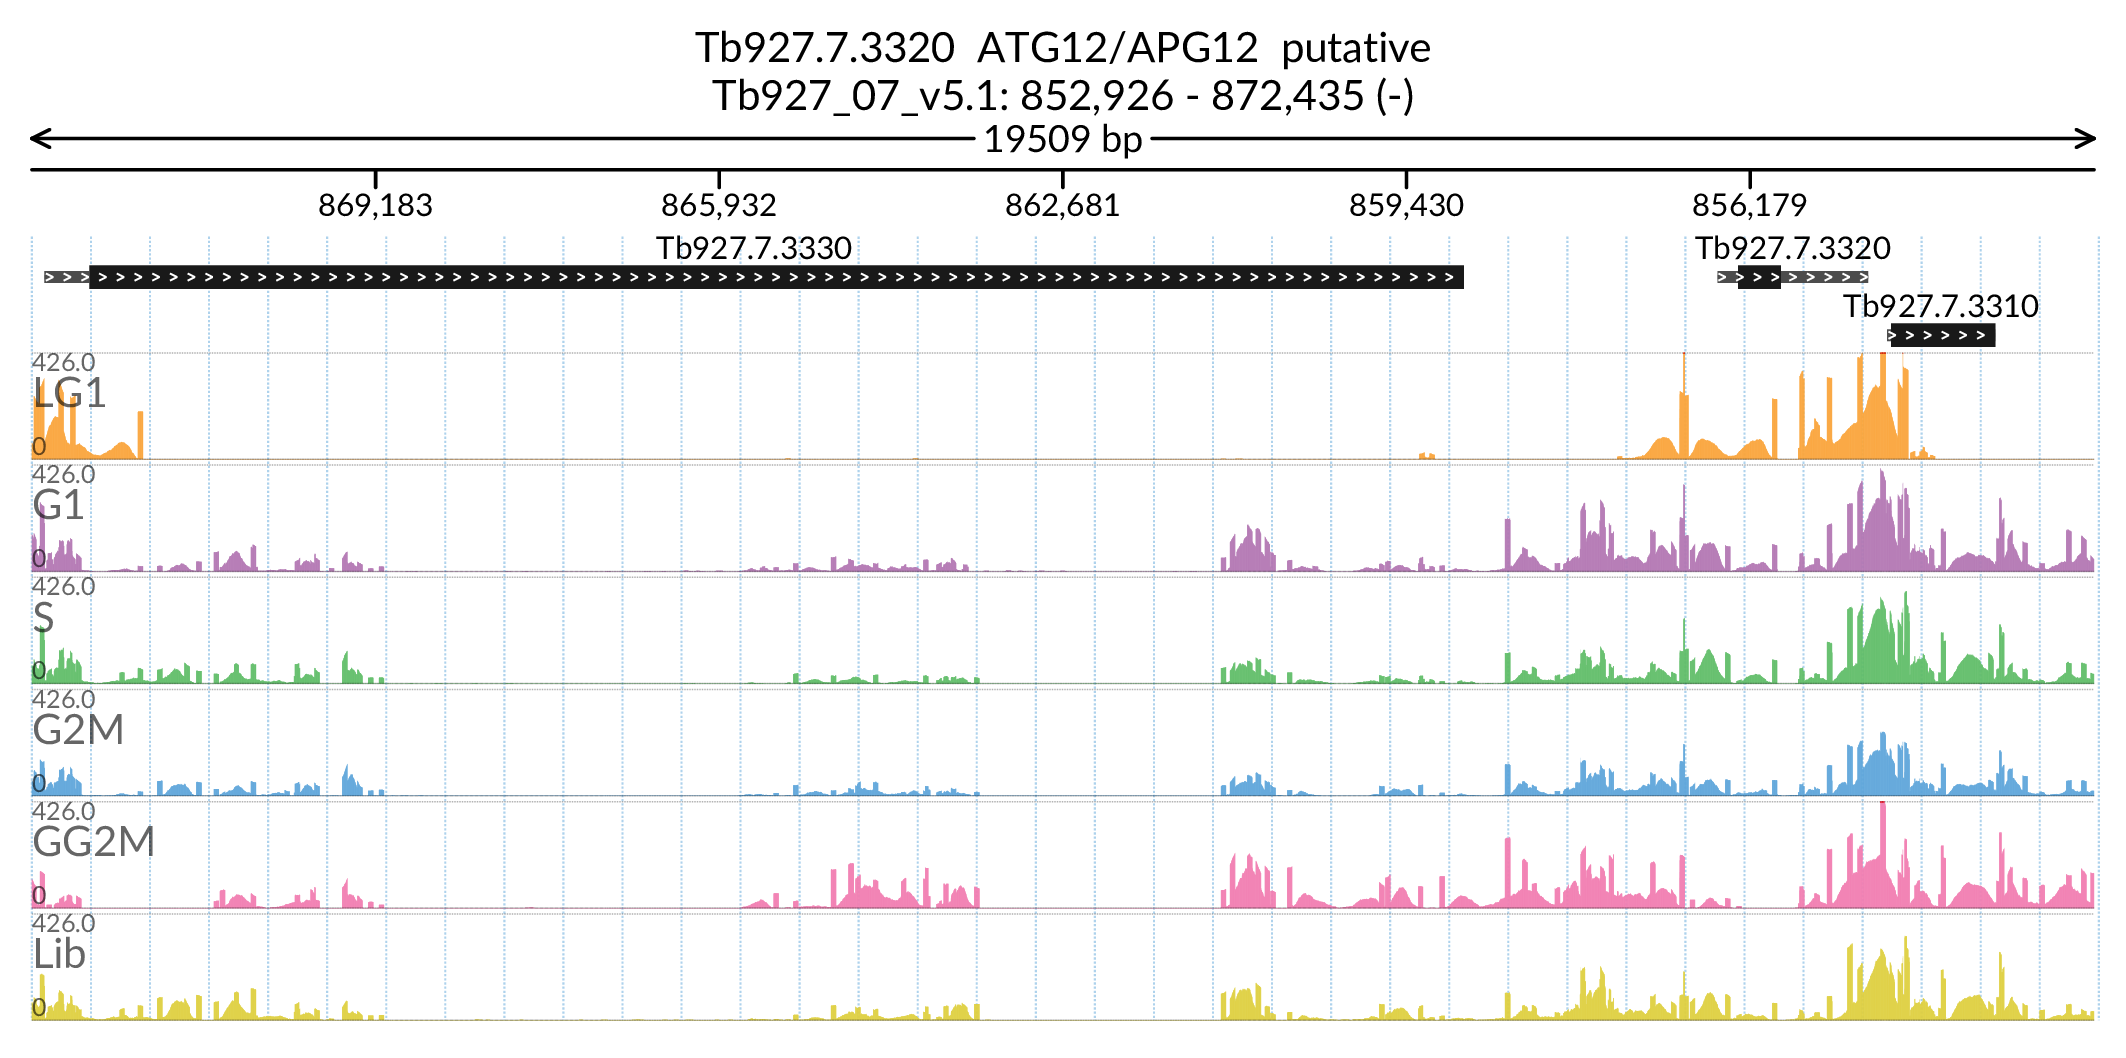 Tb927.7.3320  ATG12/APG12  putative
Tb927_07_v5.1: 852,926 - 872,435 (-)
19509 bp
869,183 865,932 862,681 859,430 856,179
Tb927.7.3330 Tb927.7.3320
Tb927.7.3310
426.0
LG1
0
426.0
G1
0
426.0
S
0
426.0
G2M
0
426.0
GG2M
0
426.0
Lib
0